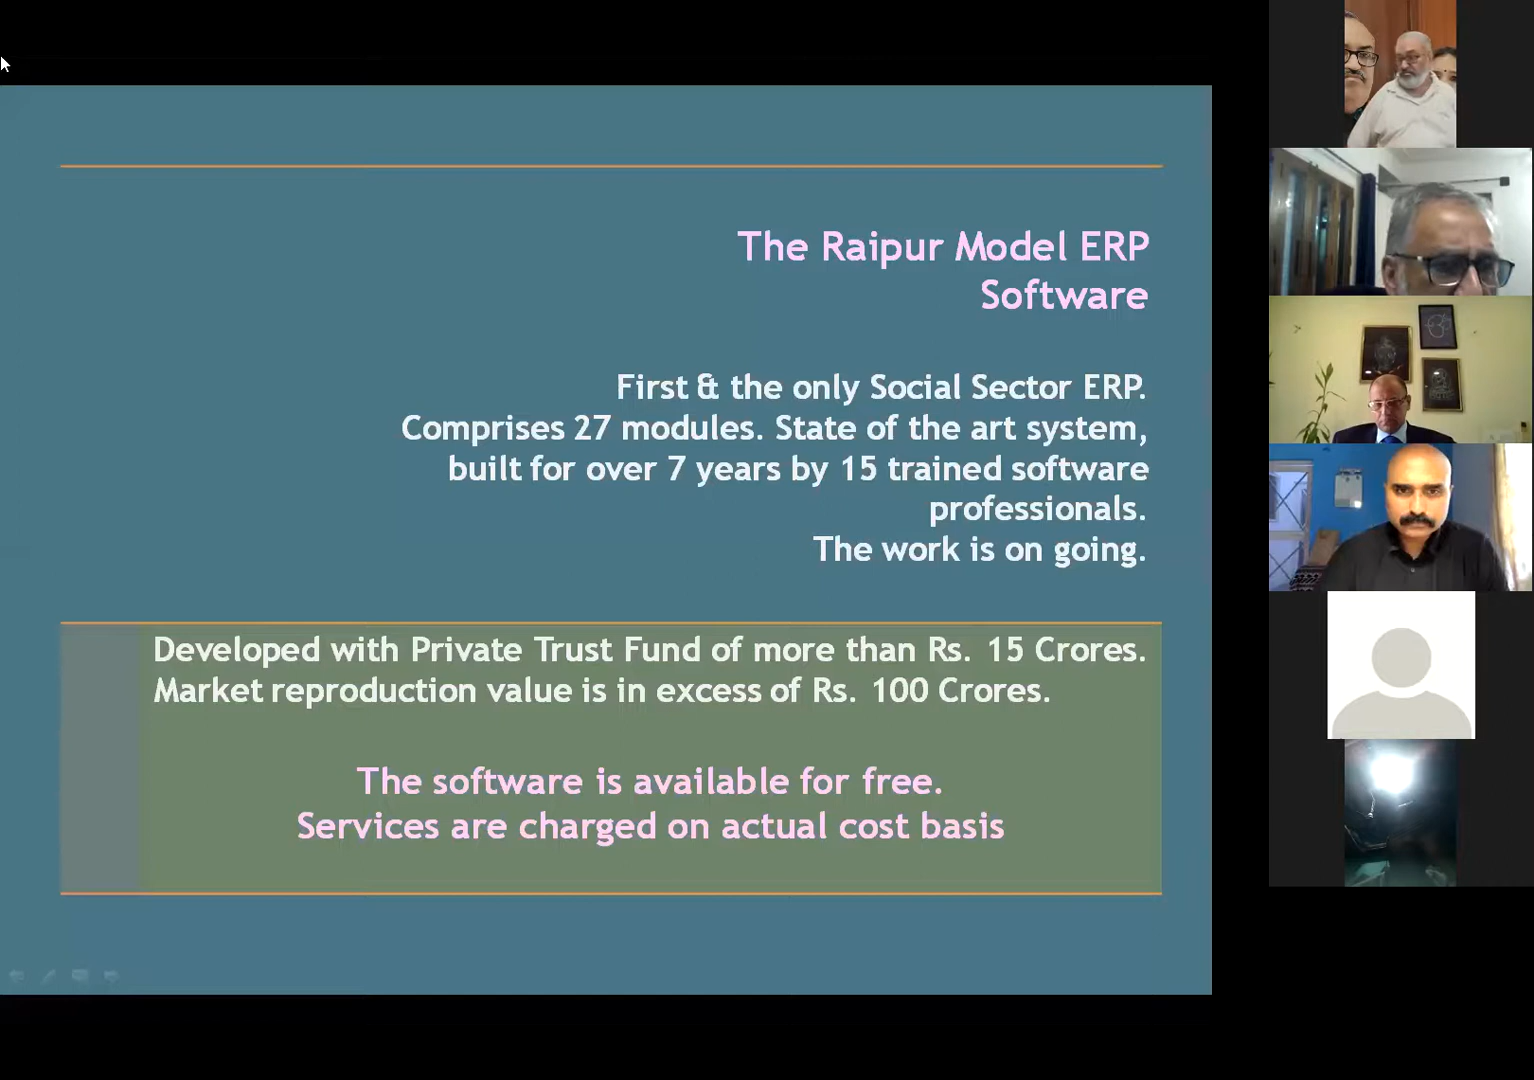 The Raipur Model ERP
Software
First & the only Social Sector ERP.
Comprises 27 modules. State of the art system,
built for over 7 years by 15 trained software
professionals.
The work is on going.
Developed with Private Trust Fund of more than Rs. 15 Crores.
Market reproduction value is in excess of Rs. 100 Crores.
The software is available for free.
Services are charged on actual cost basis